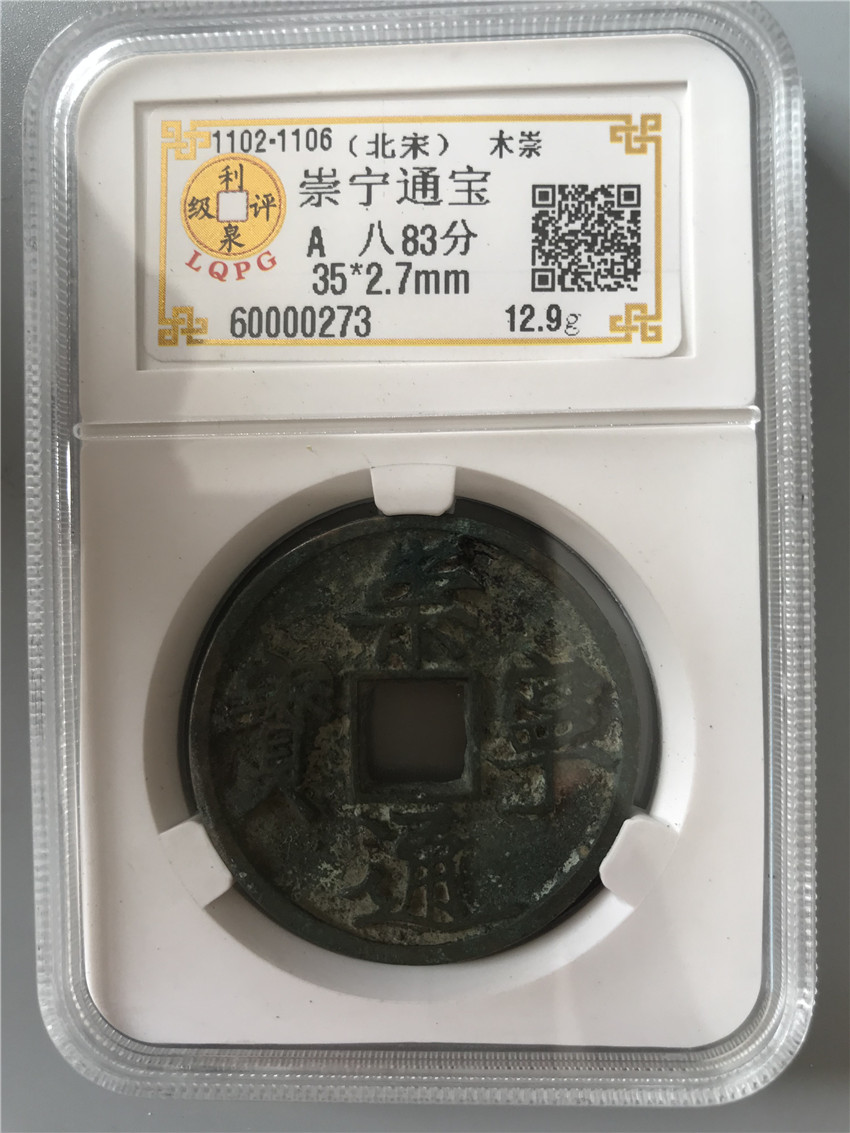 1102-1106 （北宋） 木崇
崇宁通宝
利泉评级
LQPG
A 八83分
35*2.7mm
60000273 12.9g
崇寧通寳